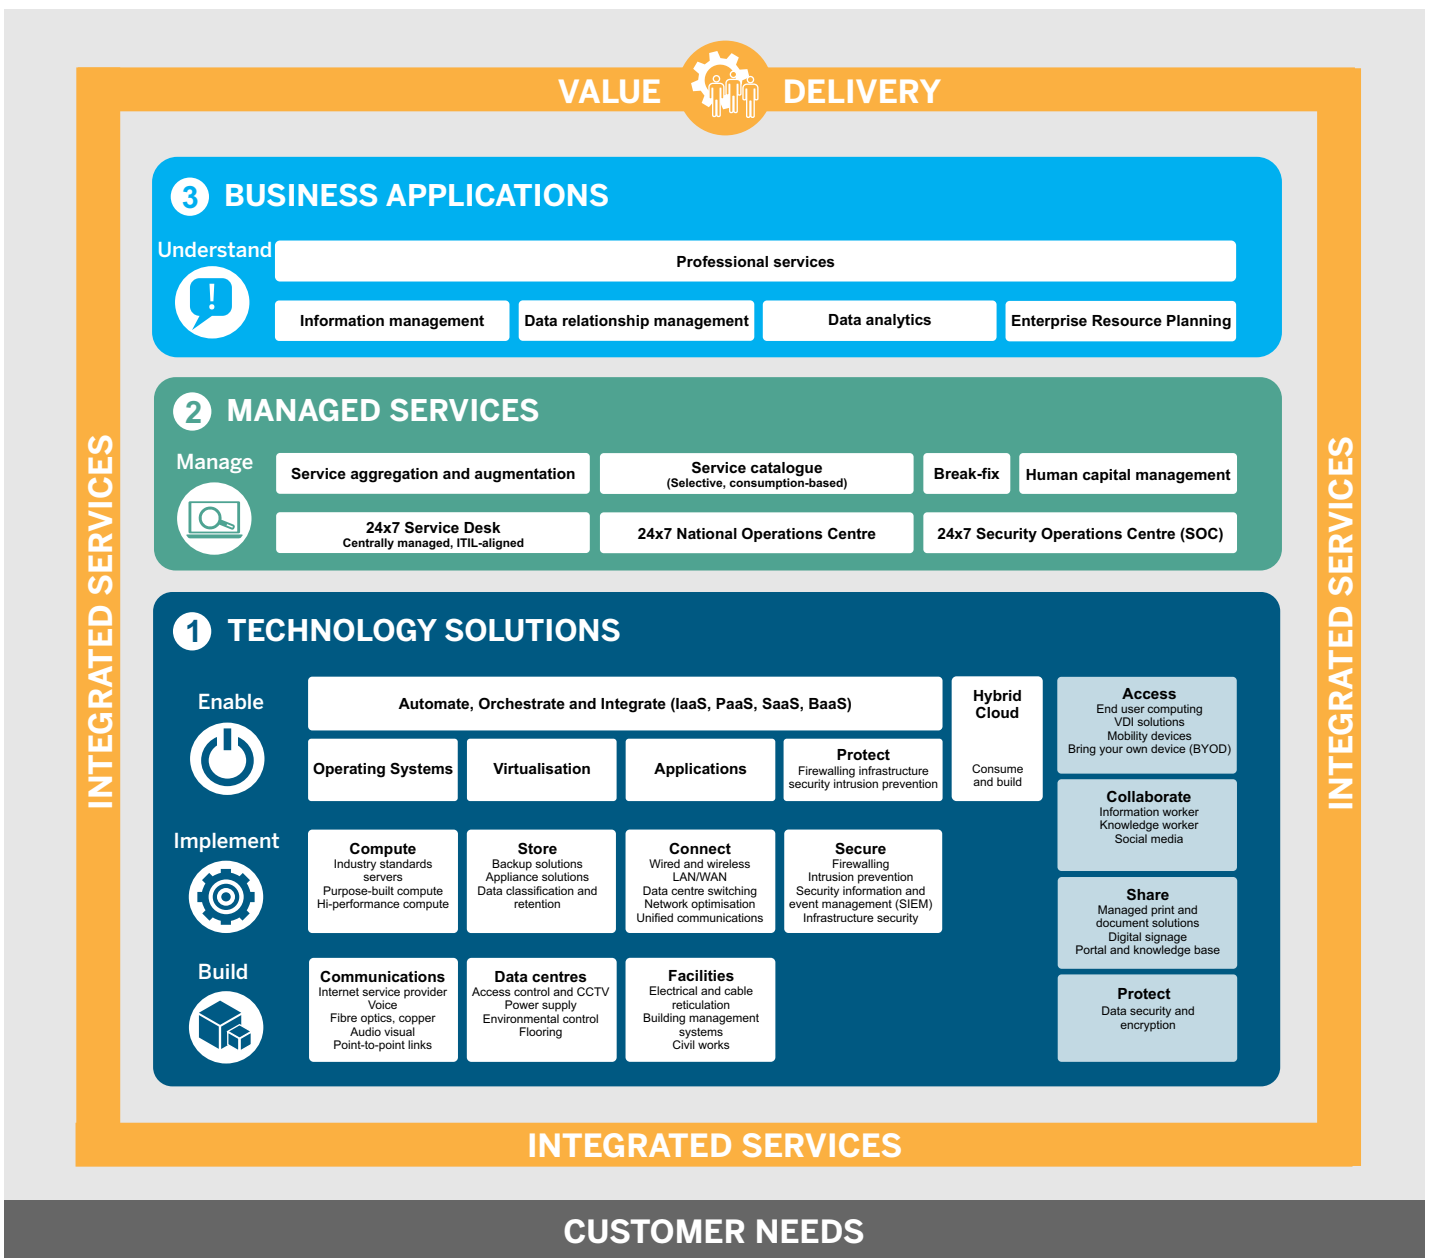 VALUE DELIVERY
3 BUSINESS APPLICATIONS
Understand
!
Professional services
Information management
Data relationship management
Data analytics
Enterprise Resource Planning
2 MANAGED SERVICES
Manage
Service aggregation and augmentation
Service catalogue
(Selective, consumption-based)
Break-fix
Human capital management
24x7 Service Desk
Centrally managed, ITIL-aligned
24x7 National Operations Centre
24x7 Security Operations Centre (SOC)
1 TECHNOLOGY SOLUTIONS
Enable
Automate, Orchestrate and Integrate (IaaS, PaaS, SaaS, BaaS)
Operating Systems
Virtualisation
Applications
Protect
Firewalling infrastructure
security intrusion prevention
Hybrid
Cloud
Consume
and build
Implement
Compute
Industry standards
servers
Purpose-built compute
Hi-performance compute
Store
Backup solutions
Appliance solutions
Data classification and
retention
Connect
Wired and wireless
LAN/WAN
Data centre switching
Network optimisation
Unified communications
Secure
Firewalling
Intrusion prevention
Security information and
event management (SIEM)
Infrastructure security
Build
Communications
Internet service provider
Voice
Fibre optics, copper
Audio visual
Point-to-point links
Data centres
Access control and CCTV
Power supply
Environmental control
Flooring
Facilities
Electrical and cable
reticulation
Building management
systems
Civil works
Access
End user computing
VDI solutions
Mobility devices
Bring your own device (BYOD)
Collaborate
Information worker
Knowledge worker
Social media
Share
Managed print and
document solutions
Digital signage
Portal and knowledge base
Protect
Data security and
encryption
INTEGRATED SERVICES
INTEGRATED SERVICES
INTEGRATED SERVICES
CUSTOMER NEEDS